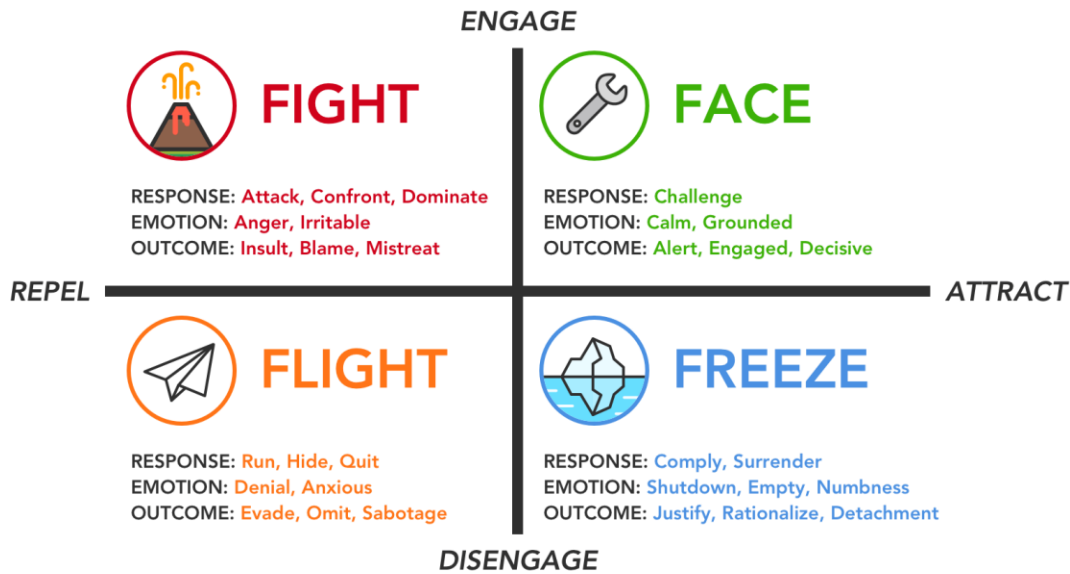 ENGAGE
FIGHT
RESPONSE: Attack, Confront, Dominate
EMOTION: Anger, Irritable
OUTCOME: Insult, Blame, Mistreat
FACE
RESPONSE: Challenge
EMOTION: Calm, Grounded
OUTCOME: Alert, Engaged, Decisive
REPEL
ATTRACT
FLIGHT
RESPONSE: Run, Hide, Quit
EMOTION: Denial, Anxious
OUTCOME: Evade, Omit, Sabotage
FREEZE
RESPONSE: Comply, Surrender
EMOTION: Shutdown, Empty, Numbness
OUTCOME: Justify, Rationalize, Detachment
DISENGAGE